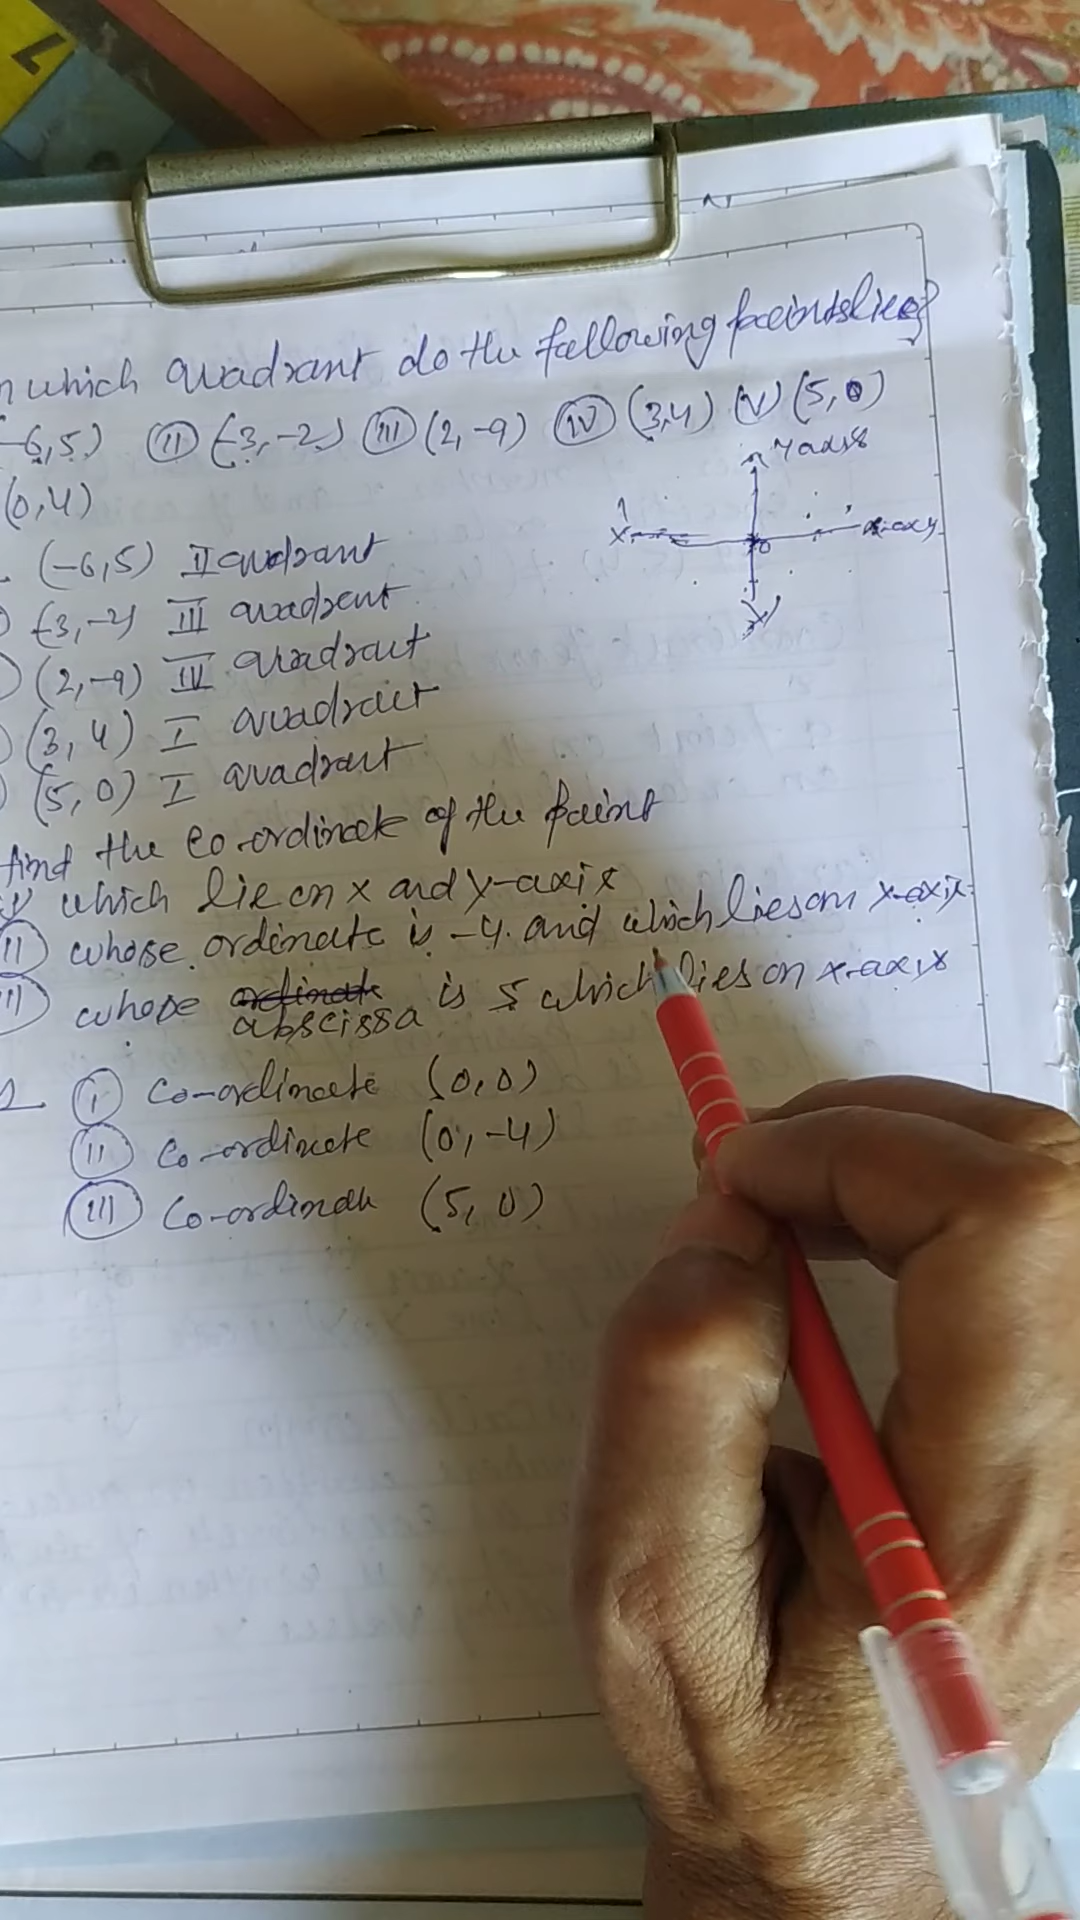 n which quadrant do the following points lies?
-6,5) (II) (-3,-2) (III) (2,-9) (IV) (3,4) (V) (5,0)
(0,4)
Y axis
X
0
(-6,5) II quadrant
(-3,-2) III quadrent
(2,-9) IV quadrant
(3,4) I quadrant
(5,0) I quadrant
find the co-ordinate of the point
which lie on x and y-axis
(II) whose ordinate is -4. and which lies on x-axis
whose abscissa is 5 which lies on x-axis
(I) Co-ordinate (0,0)
(II) Co-ordinate (0,-4)
(III) Co-ordinate (5,0)